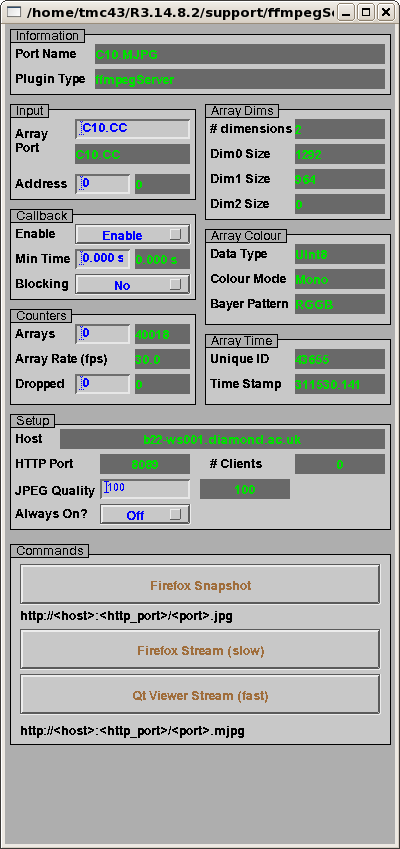 /home/tmc43/R3.14.8.2/support/ffmpegSe
Information
Port Name C10.MJPG
Plugin Type ffmpegServer
Input
Array Port C10.CC
C10.CC
Address 0 0
Callback
Enable Enable
Min Time 0.000 s 0.000 s
Blocking No
Counters
Arrays 0 40018
Array Rate (fps) 30.0
Dropped 0 0
Array Dims
# dimensions 2
Dim0 Size 1292
Dim1 Size 964
Dim2 Size 0
Array Colour
Data Type UInt8
Colour Mode Mono
Bayer Pattern RGGB
Array Time
Unique ID 43655
Time Stamp 311530.141
Setup
Host b22-ws001.diamond.ac.uk
HTTP Port 8089 # Clients 0
JPEG Quality 100 100
Always On? Off
Commands
Firefox Snapshot
http://<host>:<http_port>/<port>.jpg
Firefox Stream (slow)
Qt Viewer Stream (fast)
http://<host>:<http_port>/<port>.mjpg